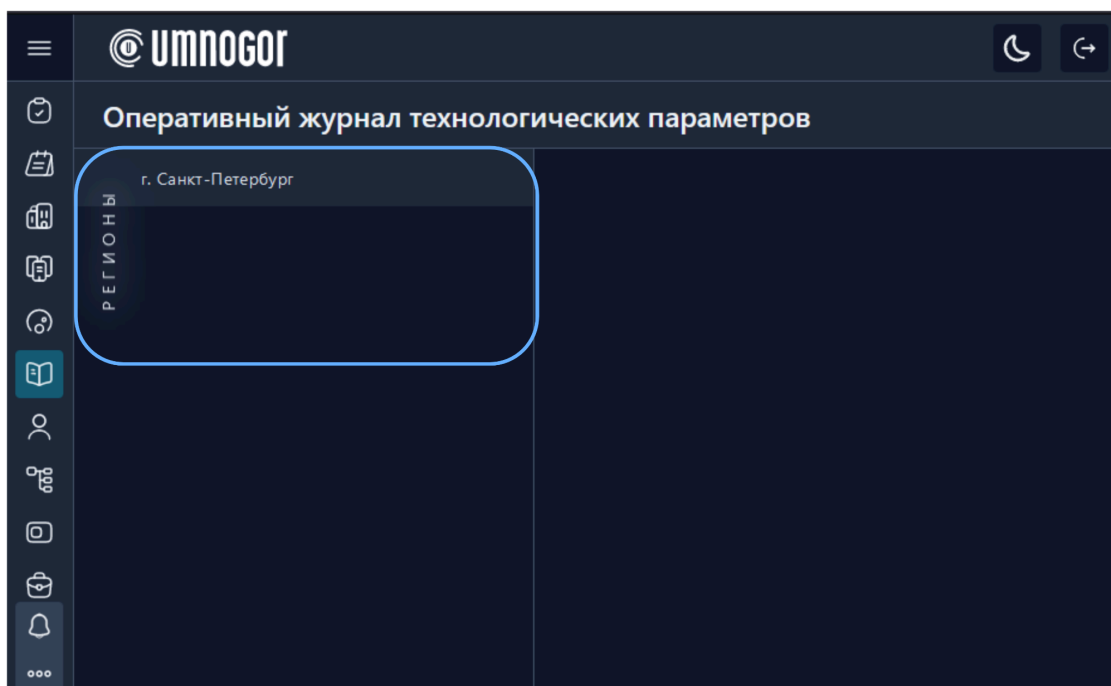 umnogor
Оперативный журнал технологических параметров
г. Санкт-Петербург
РЕГИОНЫ